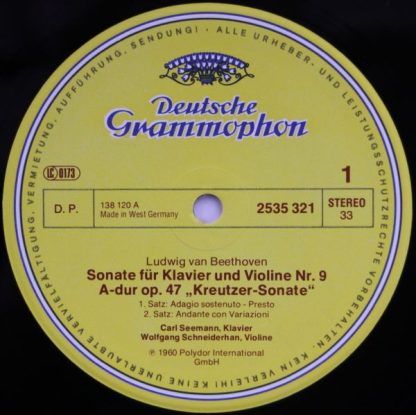 ALLE URHEBER- UND LEISTUNGSSCHUTZRECHTE VORBEHALTEN. KEIN VERLEIH! KEINE UNERLAUBTE VERVIELFÄLTIGUNG, VERMIETUNG, AUFFÜHRUNG, SENDUNG!
Deutsche
Grammophon
LC 0173
1
D. P.
138 120 A
Made in West Germany
2535 321
STEREO
33
Ludwig van Beethoven
Sonate für Klavier und Violine Nr. 9
A-dur op. 47 „Kreutzer-Sonate“
1. Satz: Adagio sostenuto - Presto
2. Satz: Andante con Variazioni
Carl Seemann, Klavier
Wolfgang Schneiderhan, Violine
℗ 1960 Polydor International
GmbH